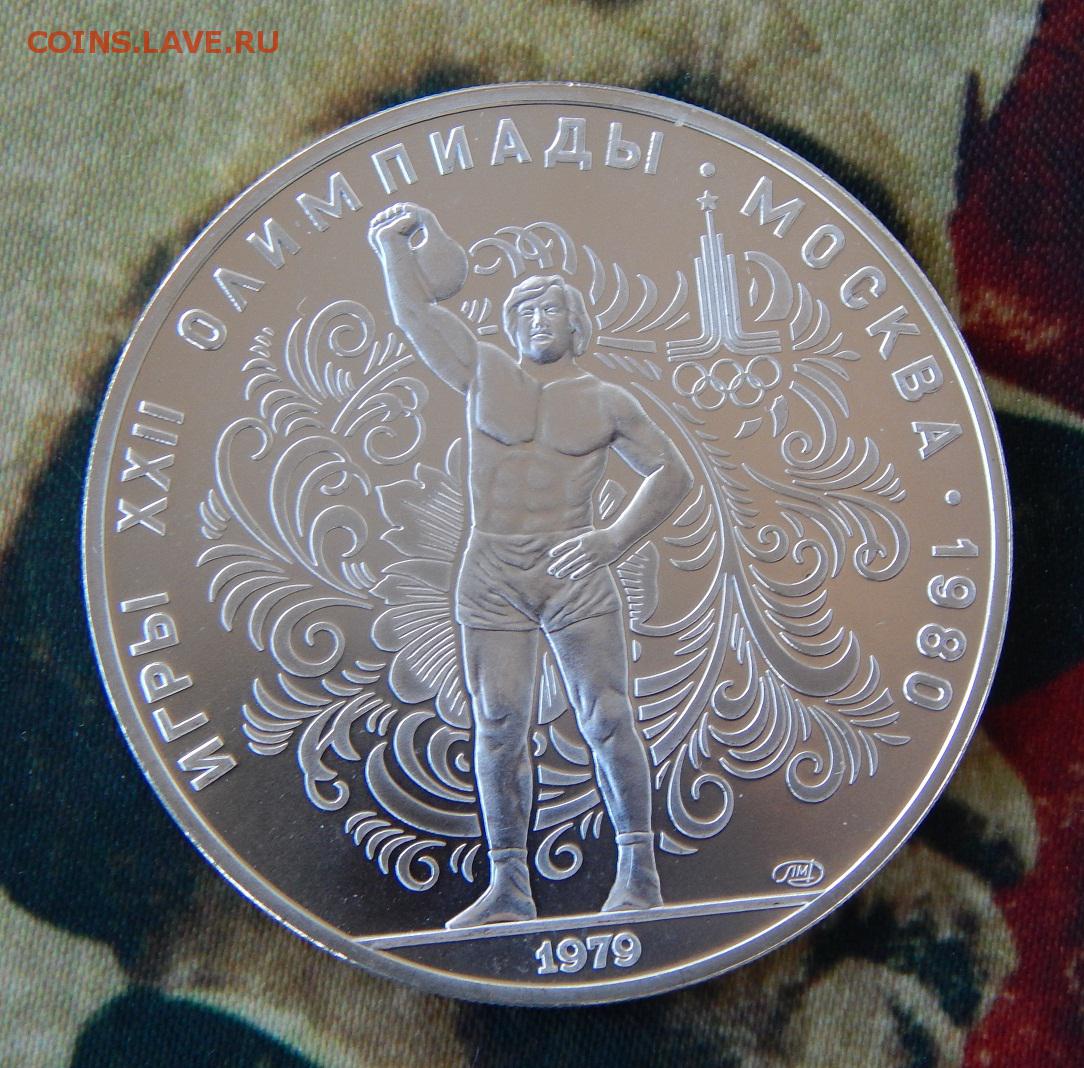 COINS.LAVE.RU
ИГРЫ XXII ОЛИМПИАДЫ · МОСКВА · 1980
ЛМД
1979